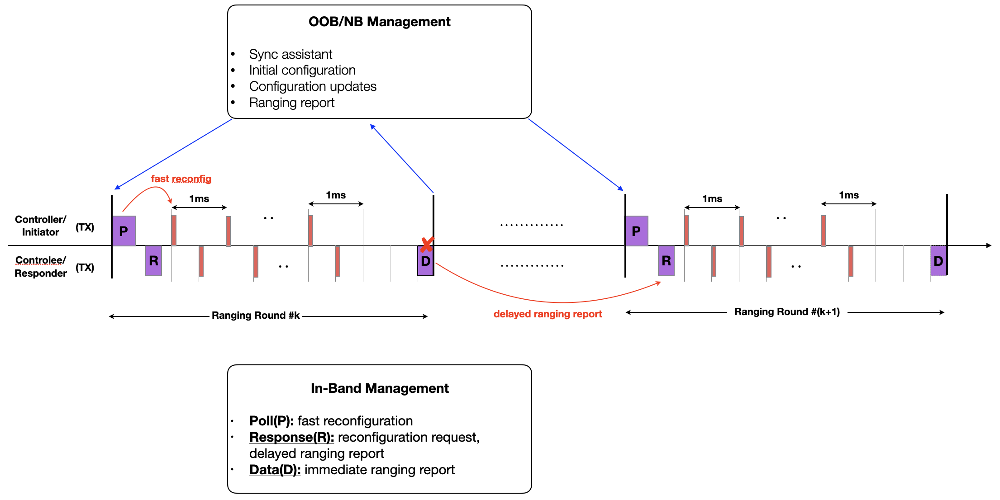 OOB/NB Management
• Sync assistant
• Initial configuration
• Configuration updates
• Ranging report
fast reconfig
1ms
1ms
1ms
1ms
Controller/
Initiator
(TX)
P
. .
.............
P
. .
Controlee/
Responder
(TX)
R
. .
D
.............
R
. .
D
Ranging Round #k
delayed ranging report
Ranging Round #(k+1)
In-Band Management
· Poll(P): fast reconfiguration
· Response(R): reconfiguration request,
delayed ranging report
· Data(D): immediate ranging report